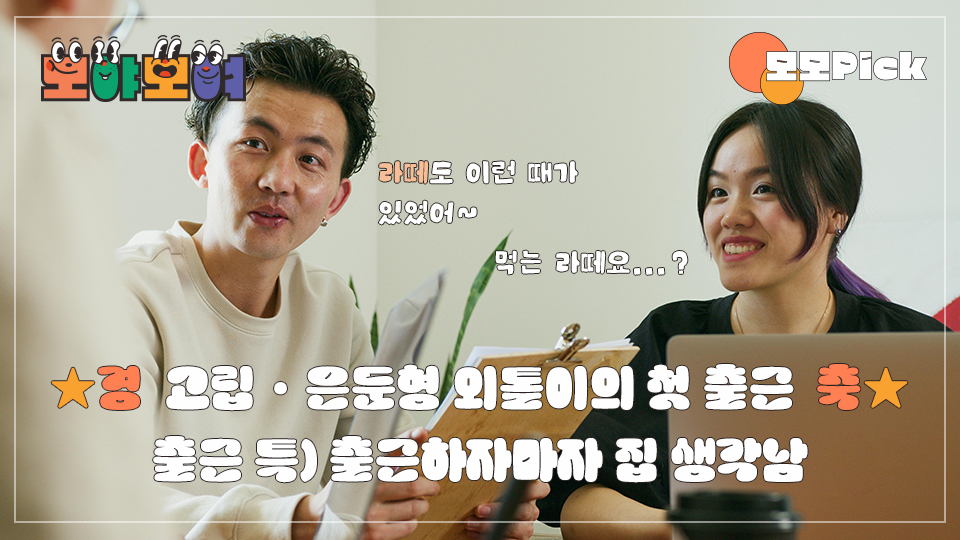 모야모여
모모Pick
라떼도 이런 때가
있었어~
먹는 라떼요...?
★경 고립·은둔형 외톨이의 첫 출근 축★
출근 특) 출근하자마자 집 생각남